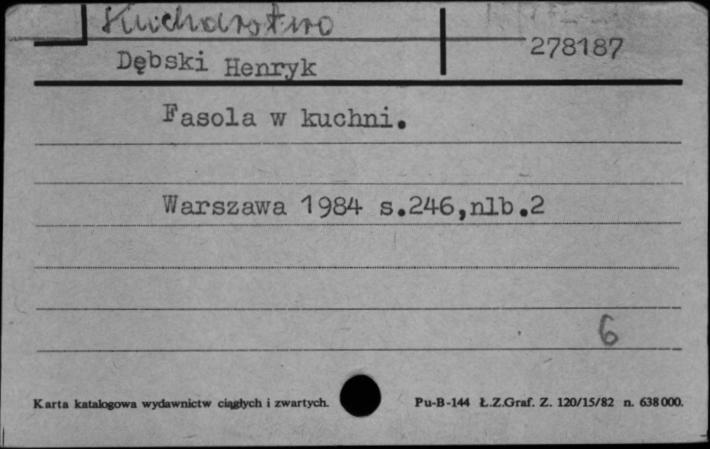 Kucharstwo
278187
Dębski Henryk
Fasola w kuchni.
Warszawa 1984 s.246,nlb.2
6
Karta katalogowa wydawnictw ciągłych i zwartych. Pu-B-144 Ł.Z.Graf. Z. 120/15/82 n. 638000.